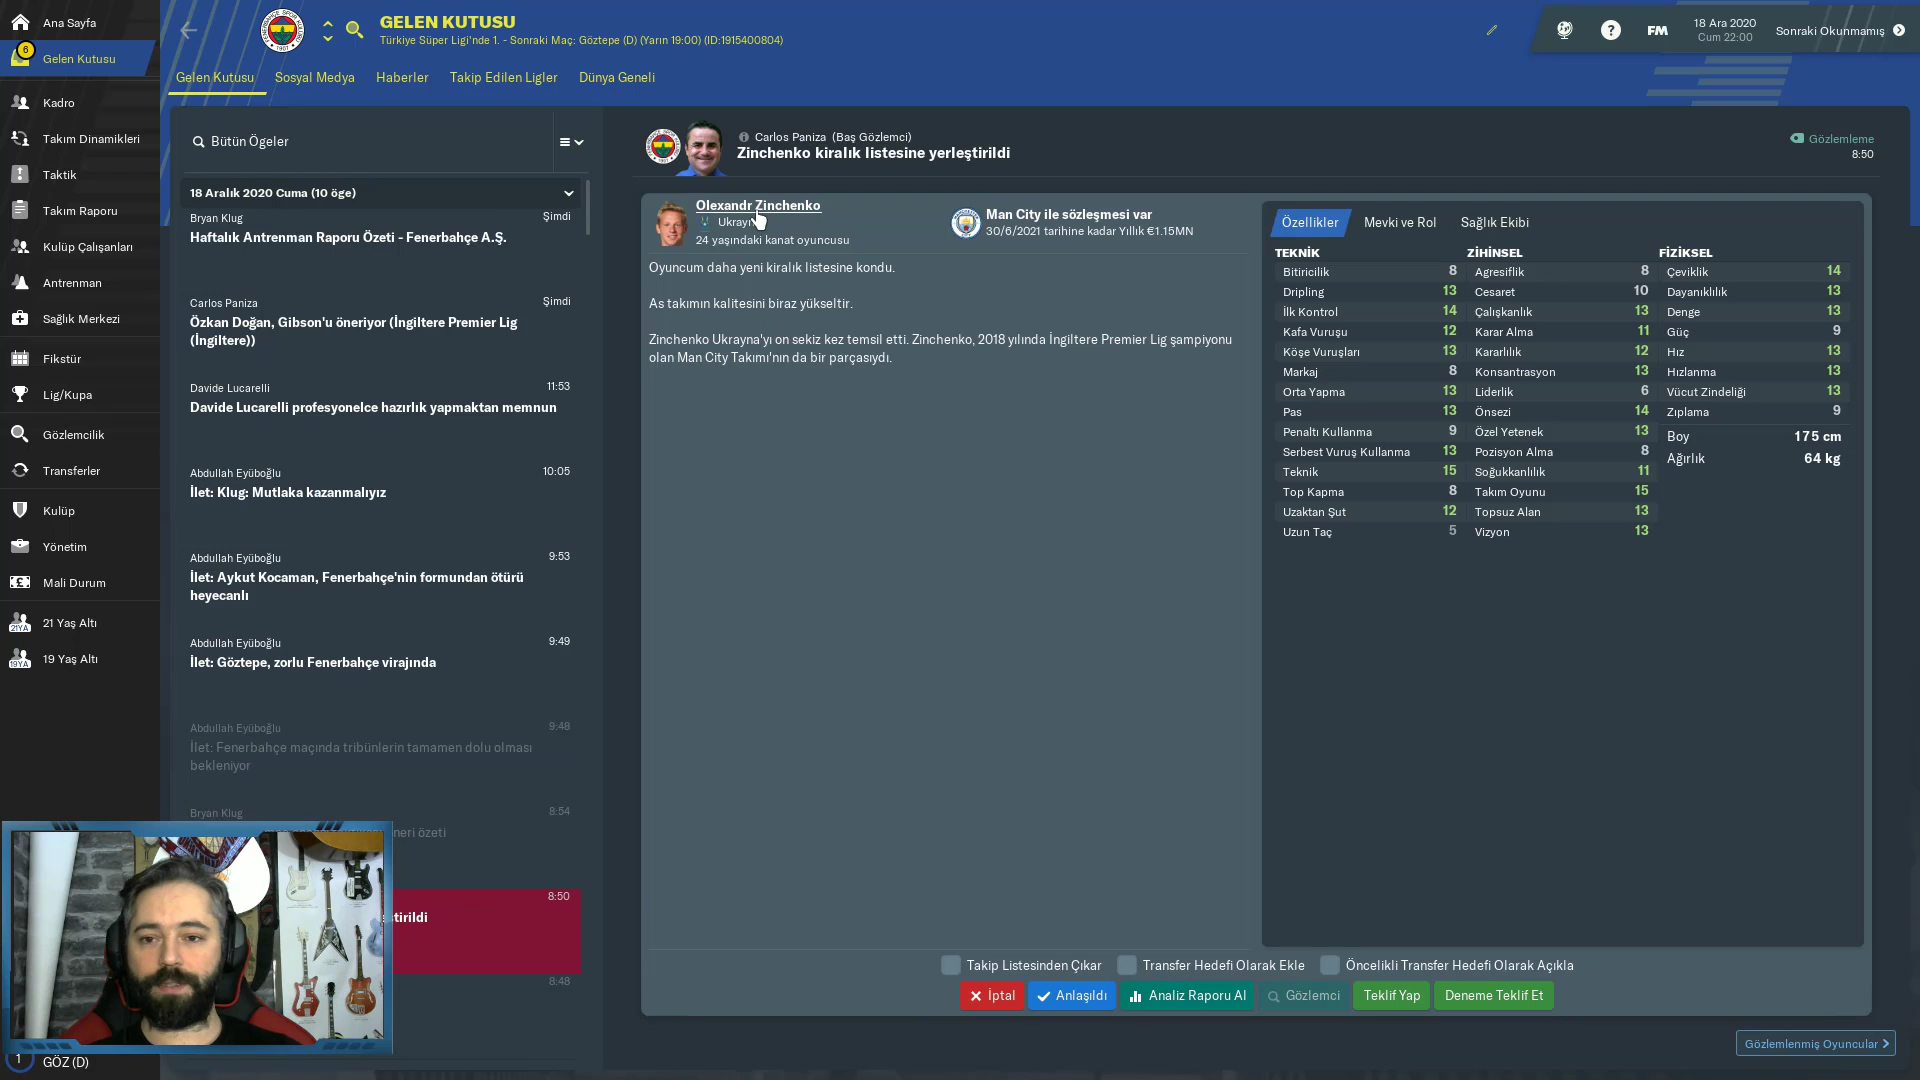 Ana Sayfa
6
Gelen Kutusu
Kadro
Takım Dinamikleri
Taktik
Takım Raporu
Kulüp Çalışanları
Antrenman
Sağlık Merkezi
Fikstür
Lig/Kupa
Gözlemcilik
Transferler
Kulüp
Yönetim
Mali Durum
21YA
21 Yaş Altı
19YA
19 Yaş Altı
1
GÖZ (D)
GELEN KUTUSU
Türkiye Süper Ligi'nde 1. - Sonraki Maç: Göztepe (D) (Yarın 19:00) (ID:1915400804)
FM
18 Ara 2020
Cum 22:00
Sonraki Okunmamış
Gelen Kutusu
Sosyal Medya
Haberler
Takip Edilen Ligler
Dünya Geneli
Bütün Ögeler
18 Aralık 2020 Cuma (10 öge)
Bryan Klug
Şimdi
Haftalık Antrenman Raporu Özeti - Fenerbahçe A.Ş.
Carlos Paniza
Şimdi
Özkan Doğan, Gibson'u öneriyor (İngiltere Premier Lig
(İngiltere))
Davide Lucarelli
11:53
Davide Lucarelli profesyonelce hazırlık yapmaktan memnun
Abdullah Eyüboğlu
10:05
İlet: Klug: Mutlaka kazanmalıyız
Abdullah Eyüboğlu
9:53
İlet: Aykut Kocaman, Fenerbahçe'nin formundan ötürü
heyecanlı
Abdullah Eyüboğlu
9:49
İlet: Göztepe, zorlu Fenerbahçe virajında
Abdullah Eyüboğlu
9:48
İlet: Fenerbahçe maçında tribünlerin tamamen dolu olması
bekleniyor
Bryan Klug
8:54
neri özeti
8:50
tirildi
8:48
Carlos Paniza (Baş Gözlemci)
Zinchenko kiralık listesine yerleştirildi
Gözlemleme
8:50
Olexandr Zinchenko
Ukray
24 yaşındaki kanat oyuncusu
Man City ile sözleşmesi var
30/6/2021 tarihine kadar Yıllık €1.15MN
Oyuncum daha yeni kiralık listesine kondu.
As takımın kalitesini biraz yükseltir.
Zinchenko Ukrayna'yı on sekiz kez temsil etti. Zinchenko, 2018 yılında İngiltere Premier Lig şampiyonu
olan Man City Takımı'nın da bir parçasıydı.
Özellikler
Mevki ve Rol
Sağlık Ekibi
TEKNİK
Bitiricilik 8
Dripling 13
İlk Kontrol 14
Kafa Vuruşu 12
Köşe Vuruşları 13
Markaj 8
Orta Yapma 13
Pas 13
Penaltı Kullanma 9
Serbest Vuruş Kullanma 13
Teknik 15
Top Kapma 8
Uzaktan Şut 12
Uzun Taç 5
ZİHİNSEL
Agresiflik 8
Cesaret 10
Çalışkanlık 13
Karar Alma 11
Kararlılık 12
Konsantrasyon 13
Liderlik 6
Önsezi 14
Özel Yetenek 13
Pozisyon Alma 8
Soğukkanlılık 11
Takım Oyunu 15
Topsuz Alan 13
Vizyon 13
FİZİKSEL
Çeviklik 14
Dayanıklılık 13
Denge 13
Güç 9
Hız 13
Hızlanma 13
Vücut Zindeliği 13
Zıplama 9
Boy 175 cm
Ağırlık 64 kg
Takip Listesinden Çıkar
Transfer Hedefi Olarak Ekle
Öncelikli Transfer Hedefi Olarak Açıkla
İptal
Anlaşıldı
Analiz Raporu Al
Gözlemci
Teklif Yap
Deneme Teklif Et
Gözlemlenmiş Oyuncular